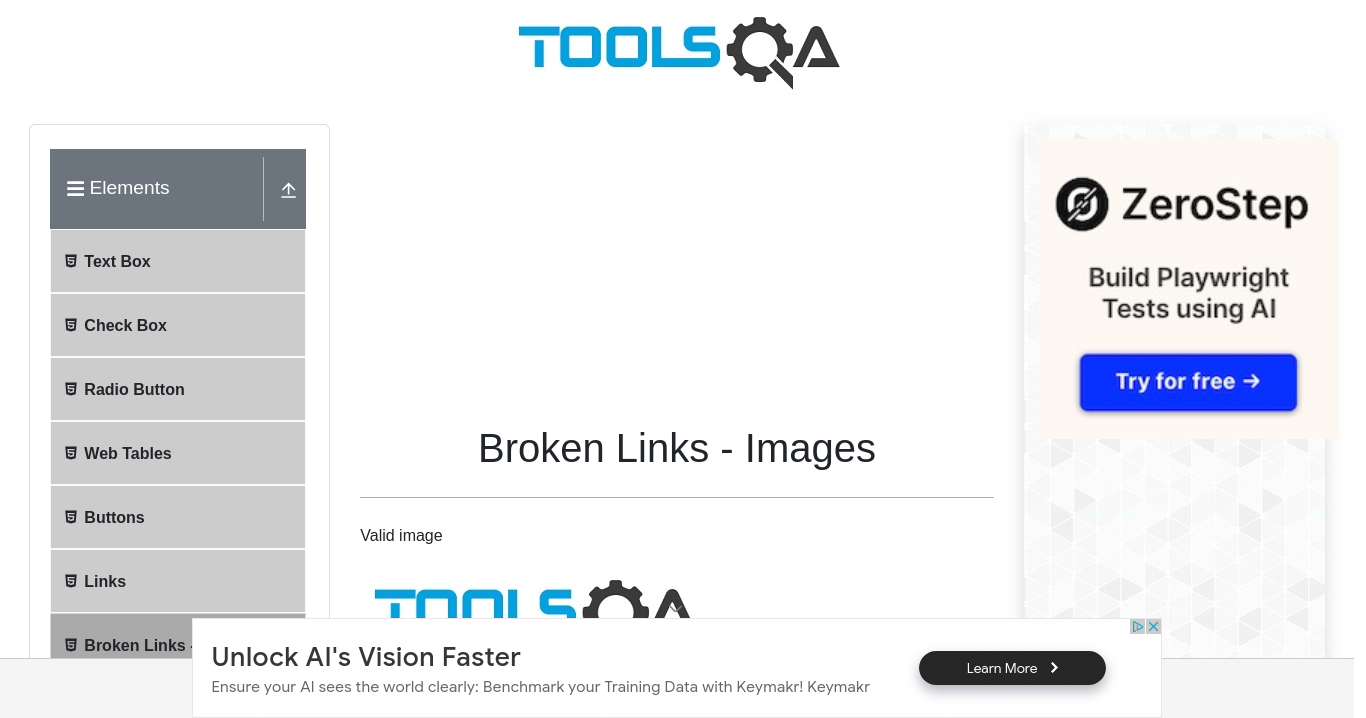 TOOLSQA
Elements
Text Box
Check Box
Radio Button
Web Tables
Buttons
Links
Broken Links -
Broken Links - Images
Valid image
TOOLSQA
ZeroStep
Build Playwright
Tests using AI
Try for free →
Unlock AI's Vision Faster
Ensure your AI sees the world clearly: Benchmark your Training Data with Keymakr! Keymakr
Learn More